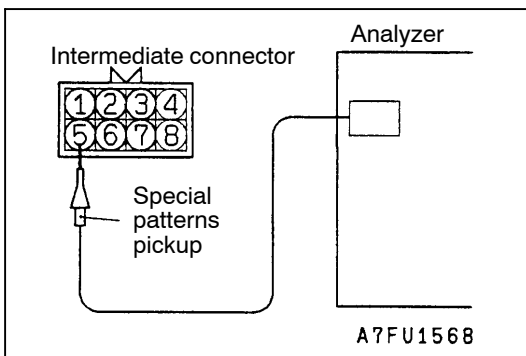 Analyzer
Intermediate connector
1 2 3 4
5 6 7 8
Special
patterns
pickup
A7FU1568